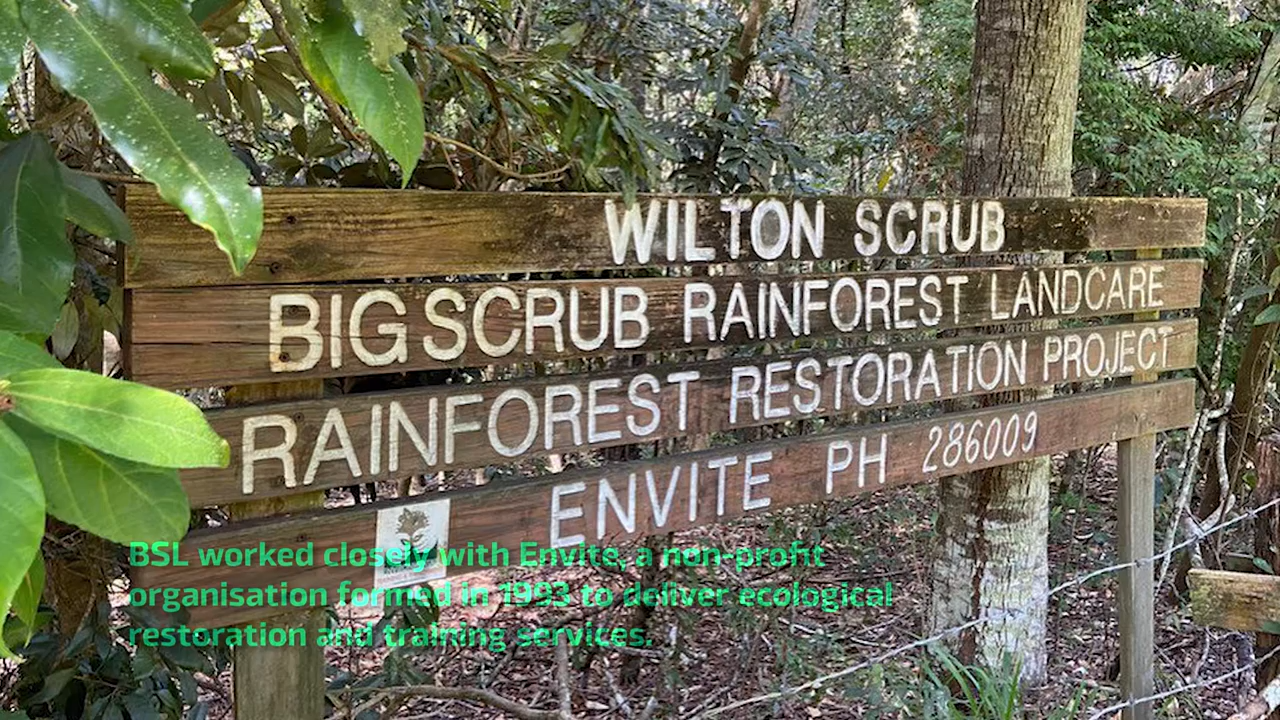 WILTON SCRUB
BIG SCRUB RAINFOREST LANDCARE
RAINFOREST RESTORATION PROJECT
ENVITE PH 286009
BSL worked closely with Envite, a non-profit
organisation formed in 1993 to deliver ecological
restoration and training services.